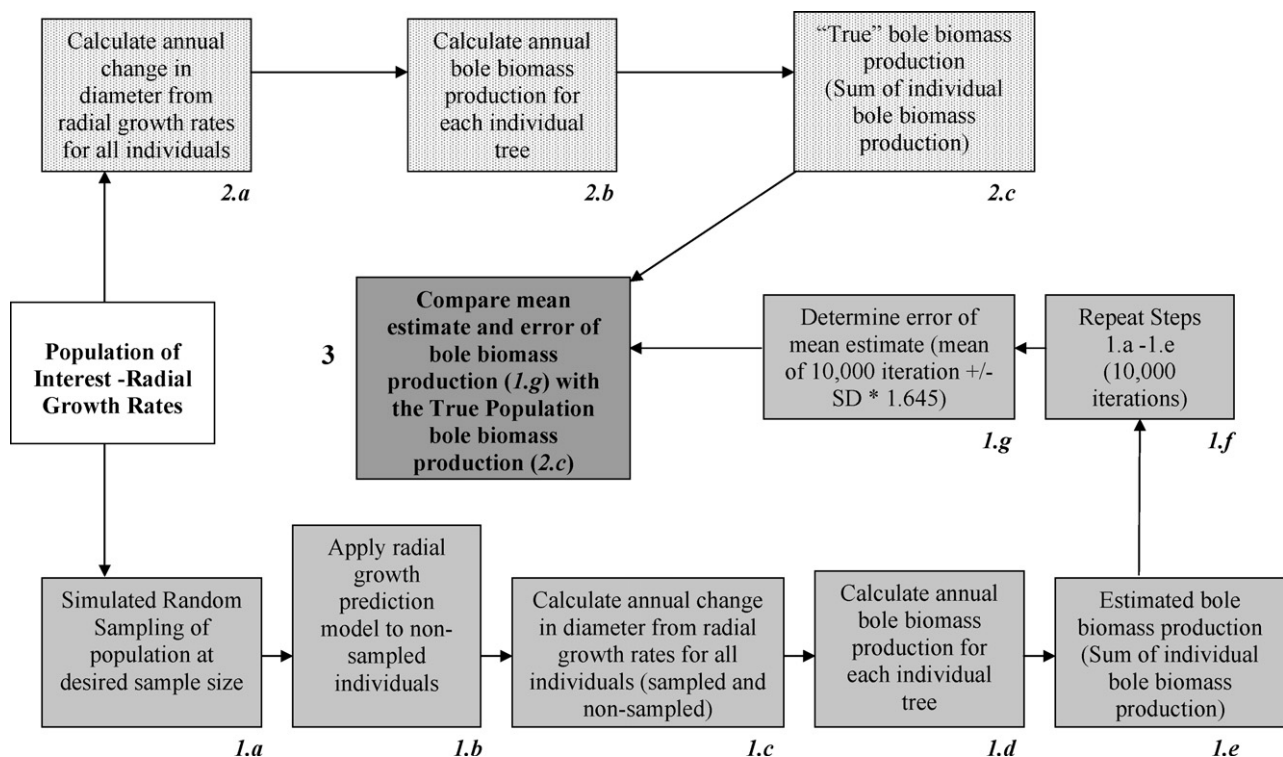 Calculate annual
change in
diameter from
radial growth rates
for all individuals
2.a
Calculate annual
bole biomass
production for
each individual
tree
2.b
“True” bole biomass
production
(Sum of individual
bole biomass
production)
2.c
Population of
Interest -Radial
Growth Rates
3
Compare mean
estimate and error of
bole biomass
production (1.g) with
the True Population
bole biomass
production (2.c)
Determine error of
mean estimate (mean
of 10,000 iteration +/-
SD * 1.645)
1.g
Repeat Steps
1.a -1.e
(10,000
iterations)
1.f
Simulated Random
Sampling of
population at
desired sample size
1.a
Apply radial
growth
prediction
model to non-
sampled
individuals
1.b
Calculate annual change
in diameter from radial
growth rates for all
individuals (sampled and
non-sampled)
1.c
Calculate annual
bole biomass
production for
each individual tree
1.d
Estimated bole
biomass production
(Sum of individual
bole biomass
production)
1.e